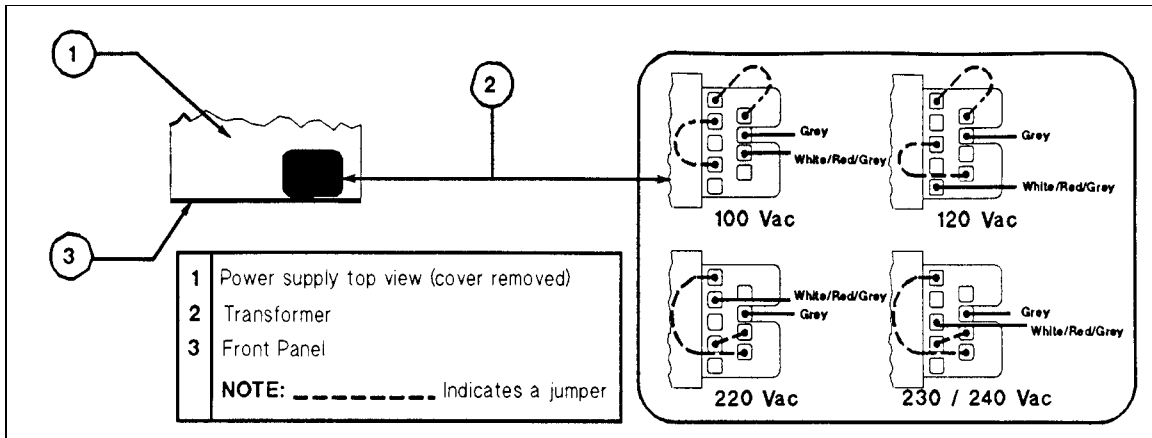 1
2
3
Grey
White/Red/Grey
100 Vac
Grey
White/Red/Grey
120 Vac
White/Red/Grey
Grey
220 Vac
Grey
White/Red/Grey
230 / 240 Vac
1 Power supply top view (cover removed)
2 Transformer
3 Front Panel
NOTE: Indicates a jumper